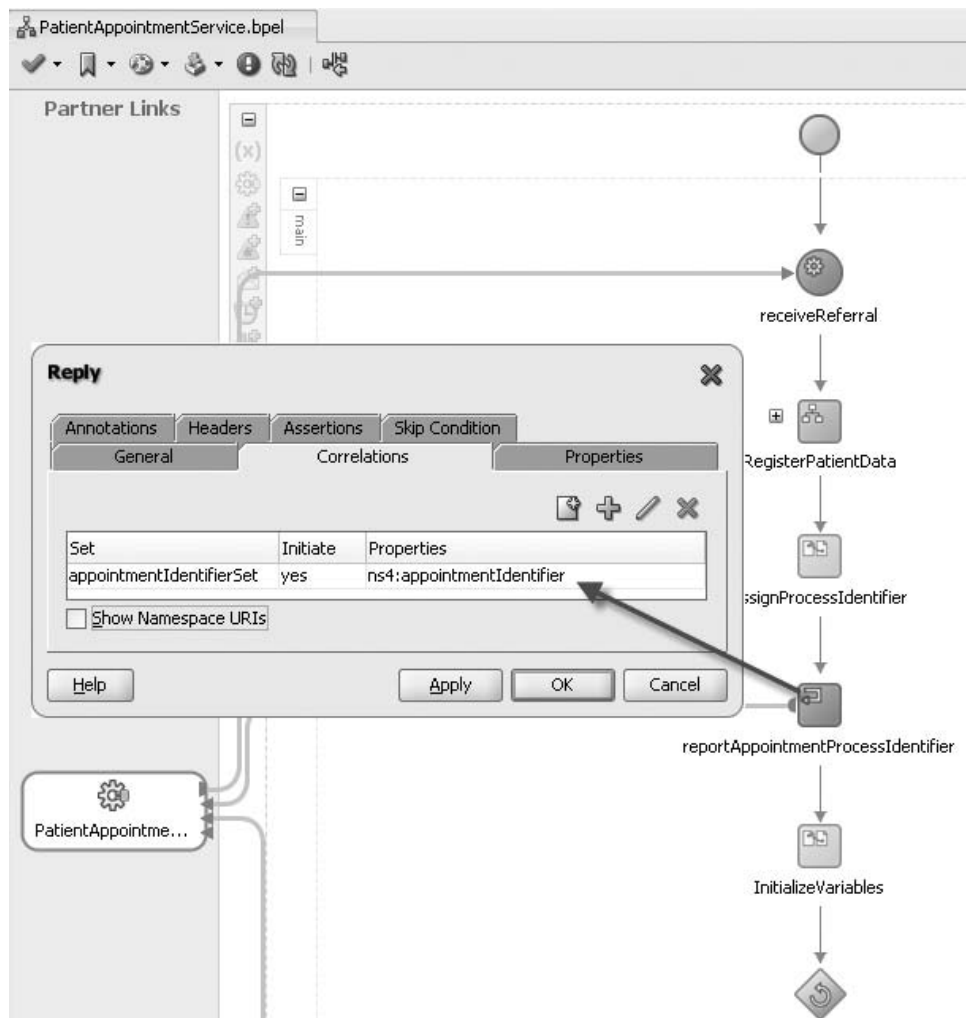 PatientAppointmentService.bpel
Partner Links
(x)
main
receiveReferral
Reply
Annotations Headers Assertions Skip Condition
General Correlations Properties
RegisterPatientData
Set Initiate Properties
appointmentIdentifierSet yes ns4:appointmentIdentifier
ssignProcessIdentifier
Show Namespace URIs
Help Apply OK Cancel
reportAppointmentProcessIdentifier
PatientAppointme...
InitializeVariables